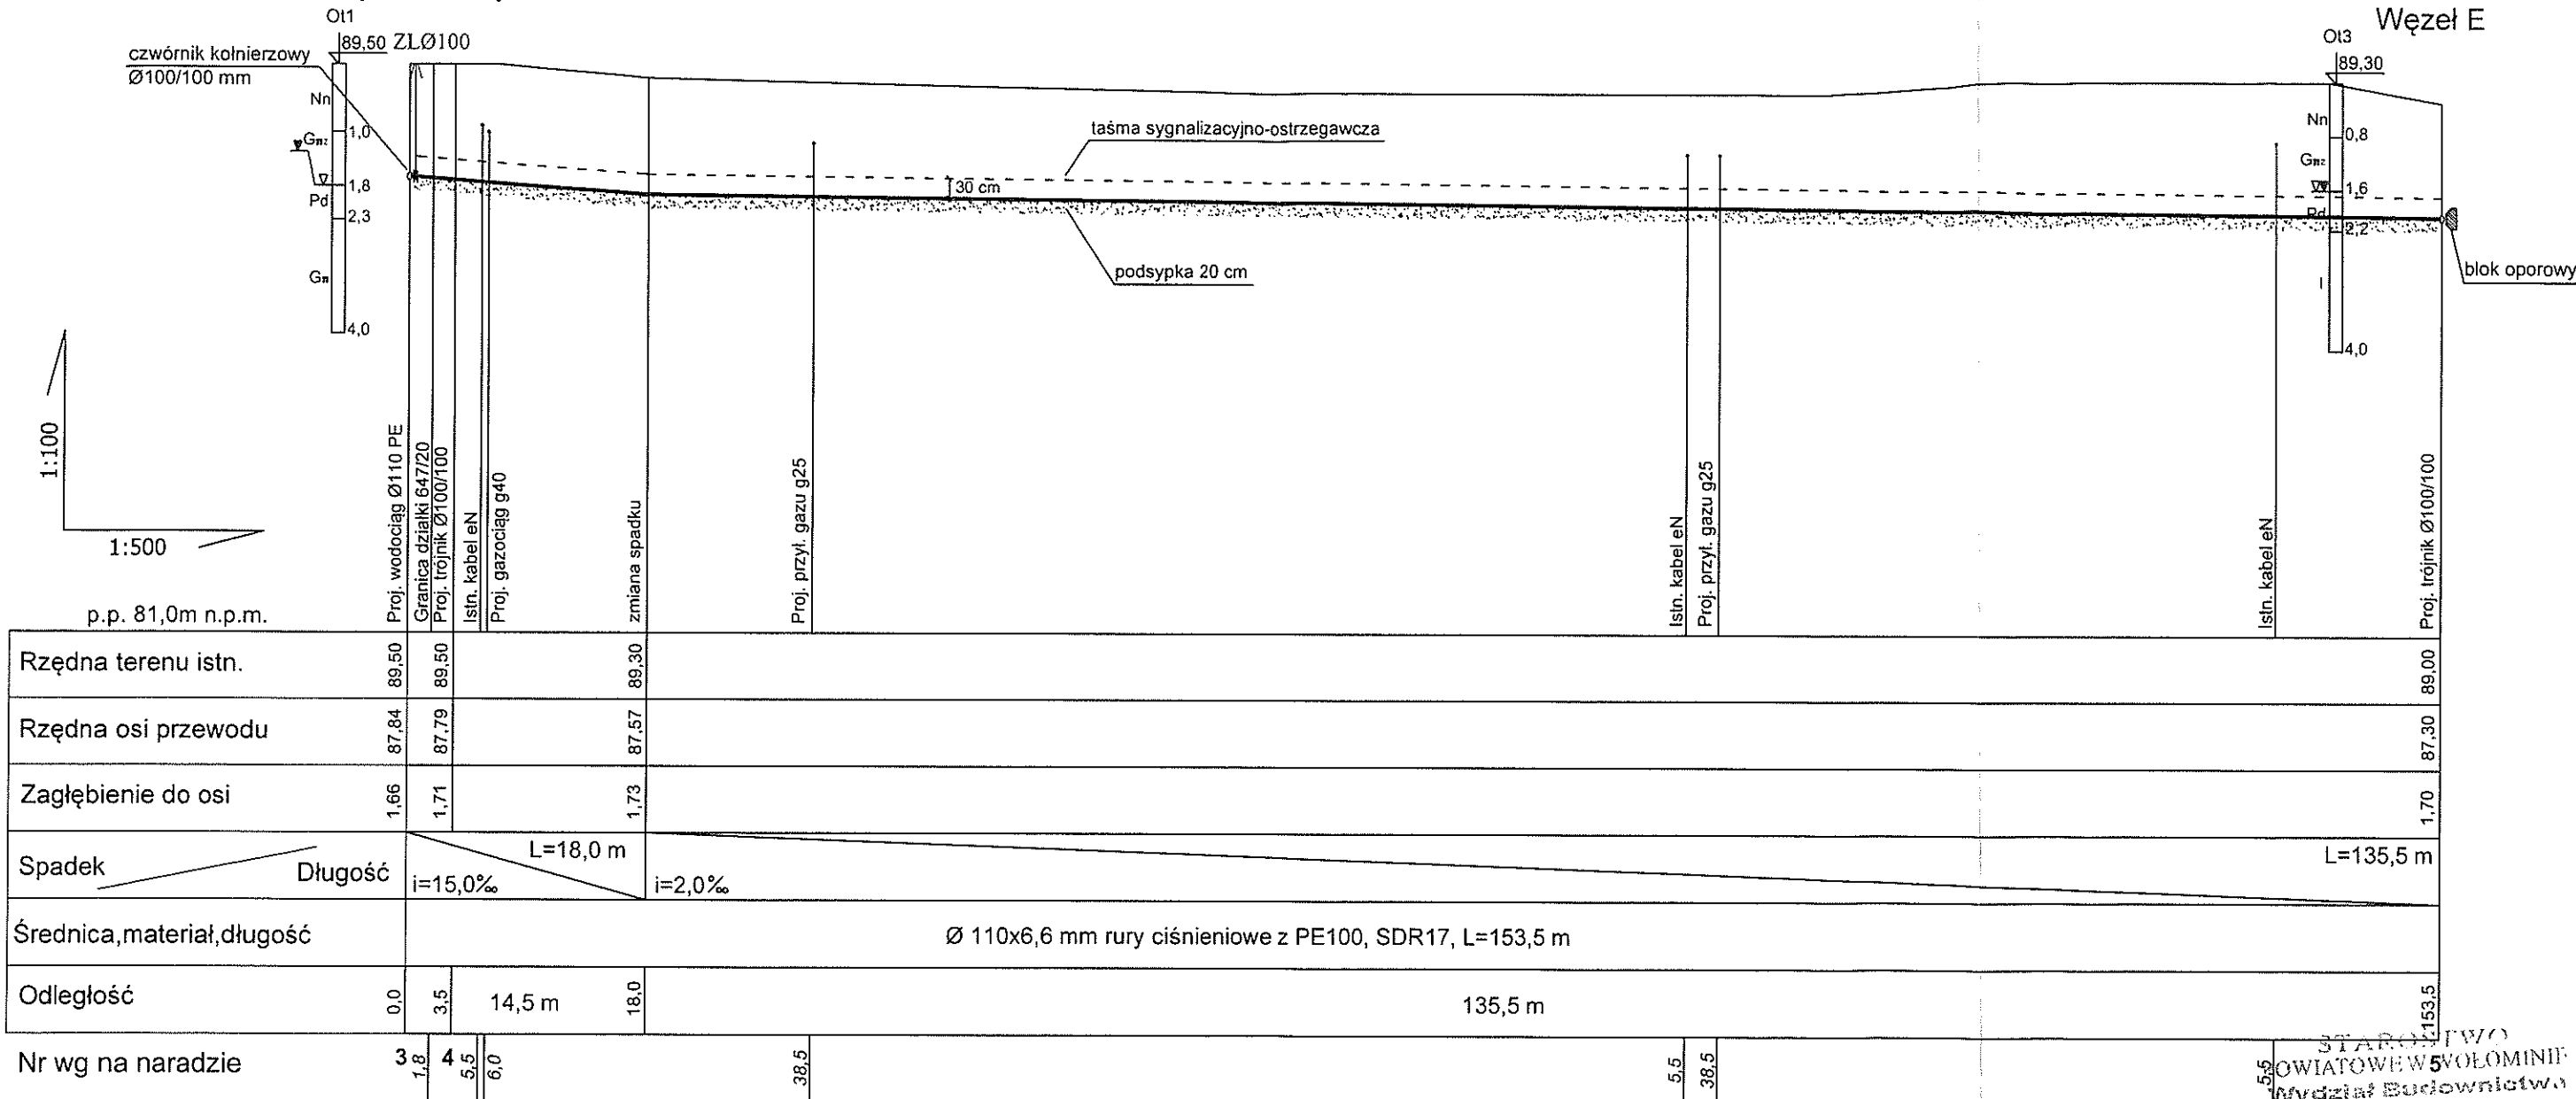 Węzeł E
Ot1
89,50 ZLØ100
czwórnik kołnierzowy
Ø100/100 mm
Nn
1,0
Gπz
1,8
Pd
2,3
Gπ
4,0
taśma sygnalizacyjno-ostrzegawcza
30 cm
podsypka 20 cm
Ot3
89,30
Nn
0,8
Gπz
1,6
Pd
2,2
I
4,0
blok oporowy
1:100
1:500
p.p. 81,0m n.p.m.
Proj. wodociąg Ø110 PE
Granica działki 647/20
Proj. trójnik Ø100/100
Istn. kabel eN
Proj. gazociąg g40
zmiana spadku
Proj. przył. gazu g25
Istn. kabel eN
Proj. przył. gazu g25
Istn. kabel eN
Proj. trójnik Ø100/100
Rzędna terenu istn. 89,50 89,50 89,30 89,00
Rzędna osi przewodu 87,84 87,79 87,57 87,30
Zagłębienie do osi 1,66 1,71 1,73 1,70
Spadek Długość i=15,0‰ L=18,0 m i=2,0‰ L=135,5 m
Średnica,materiał,długość Ø 110x6,6 mm rury ciśnieniowe z PE100, SDR17, L=153,5 m
Odległość 0,0 3,5 14,5 m 18,0 135,5 m 153,5
Nr wg na naradzie 3 1,8 4 5,5 6,0 38,5 5,5 38,5 5,5 5
STAROSTWO
OWIATOWE W WOŁOMINIE
Wydział Budownictwa